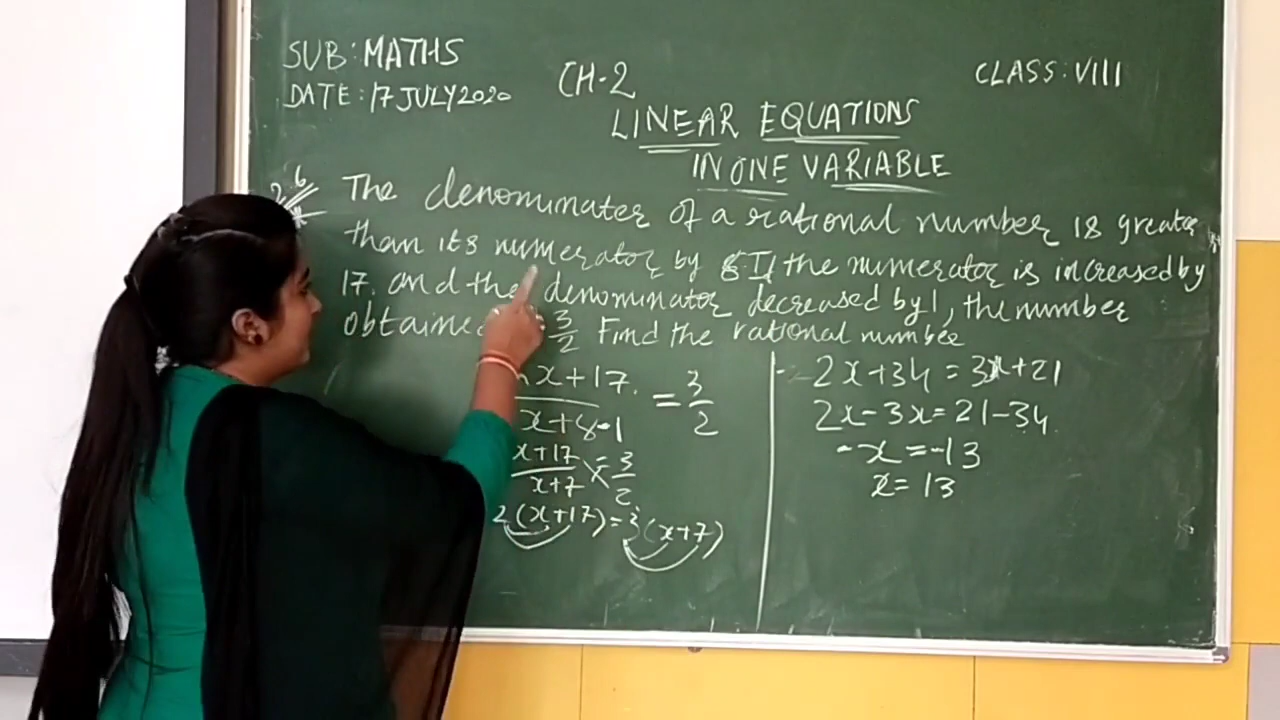 SUB: MATHS
DATE: 17 JULY 2020
CH-2
CLASS: VIII
LINEAR EQUATIONS
IN ONE VARIABLE
The denominater of a rational number is greater
than its numerator by 8 If the numerator is increased by
17. and the denominator decreased by 1, the number
obtained 3/2 Find the rational number
x+17 / x+8-1 = 3/2
x+17 / x+7 = 3/2
2(x+17) = 3(x+7)
2x+34 = 3x+21
2x-3x = 21-34
-x = -13
x = 13